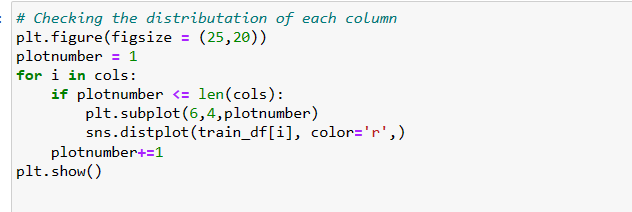 : # Checking the distributation of each column
plt.figure(figsize = (25,20))
plotnumber = 1
for i in cols:
    if plotnumber <= len(cols):
        plt.subplot(6,4,plotnumber)
        sns.distplot(train_df[i], color='r',)
    plotnumber+=1
plt.show()